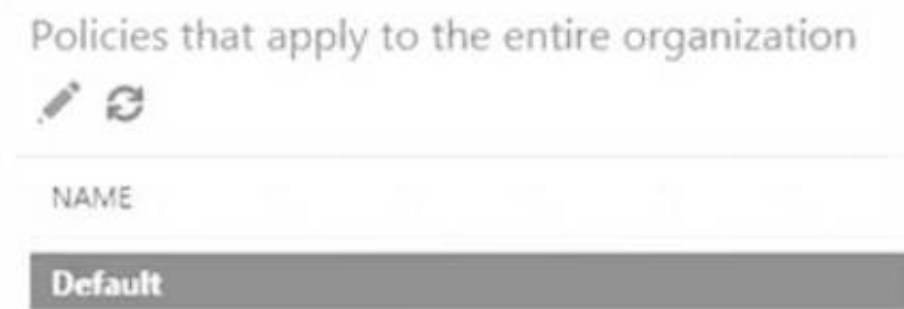 Policies that apply to the entire organization
NAME
Default